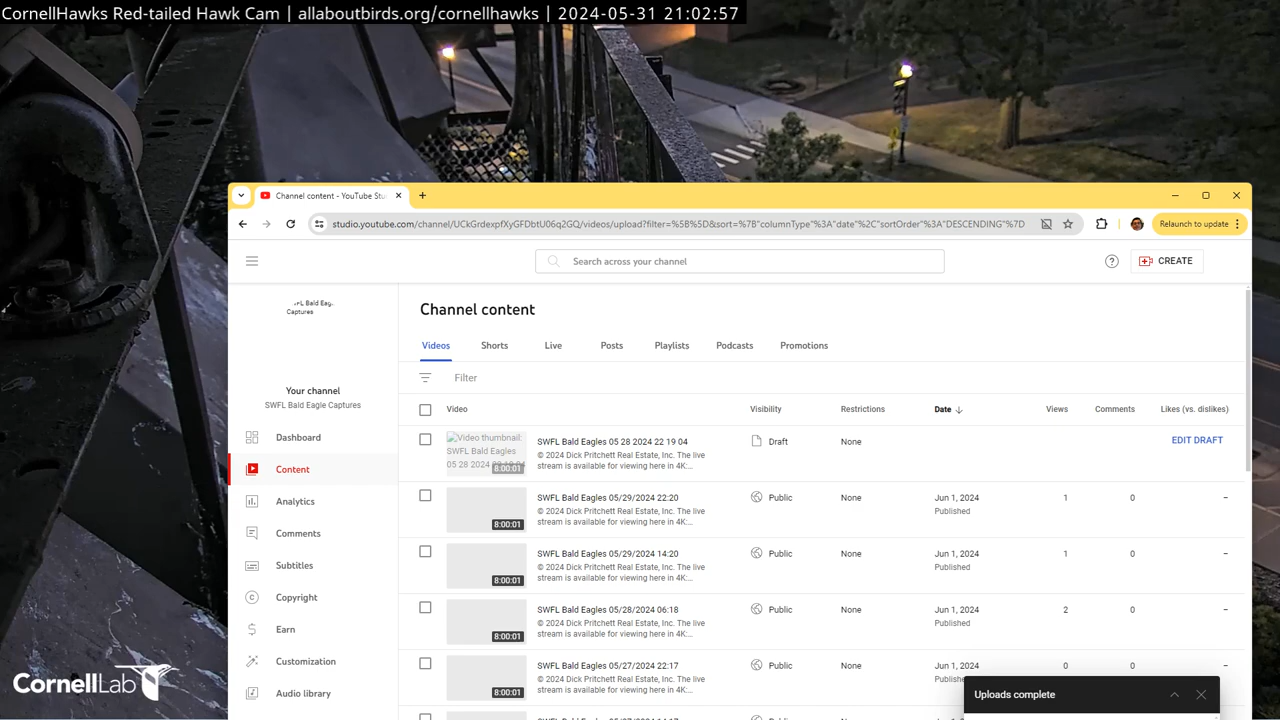 CornellHawks Red-tailed Hawk Cam | allaboutbirds.org/cornellhawks | 2024-05-31 21:02:57
Channel content - YouTube Stu
studio.youtube.com/channel/UCkGrdexpfXyGFDbtU06q2GQ/videos/upload?filter=%5B%5D&sort=%7B"columnType"%3A"date"%2C"sortOrder"%3A"DESCENDING"%7D
Relaunch to update
Search across your channel
CREATE
SWFL Bald Eag
Captures
Your channel
SWFL Bald Eagle Captures
Dashboard
Content
Analytics
Comments
Subtitles
Copyright
Earn
Customization
Audio library
Channel content
Videos Shorts Live Posts Playlists Podcasts Promotions
Filter
Video Visibility Restrictions Date Views Comments Likes (vs. dislikes)
Video thumbnail:
SWFL Bald Eagles
05 28 2024
8:00:01
SWFL Bald Eagles 05 28 2024 22 19 04 Draft None EDIT DRAFT
© 2024 Dick Pritchett Real Estate, Inc. The live
stream is available for viewing here in 4K:...
SWFL Bald Eagles 05/29/2024 22:20 Public None Jun 1, 2024 1 0 –
© 2024 Dick Pritchett Real Estate, Inc. The live Published
stream is available for viewing here in 4K:...
8:00:01
SWFL Bald Eagles 05/29/2024 14:20 Public None Jun 1, 2024 1 0 –
© 2024 Dick Pritchett Real Estate, Inc. The live Published
stream is available for viewing here in 4K:...
8:00:01
SWFL Bald Eagles 05/28/2024 06:18 Public None Jun 1, 2024 2 0 –
© 2024 Dick Pritchett Real Estate, Inc. The live Published
stream is available for viewing here in 4K:...
8:00:01
SWFL Bald Eagles 05/27/2024 22:17 Public None Jun 1, 2024 0 0 –
© 2024 Dick Pritchett Real Estate, Inc. The live
stream is available for viewing here in 4K:...
8:00:01
Uploads complete
CornellLab